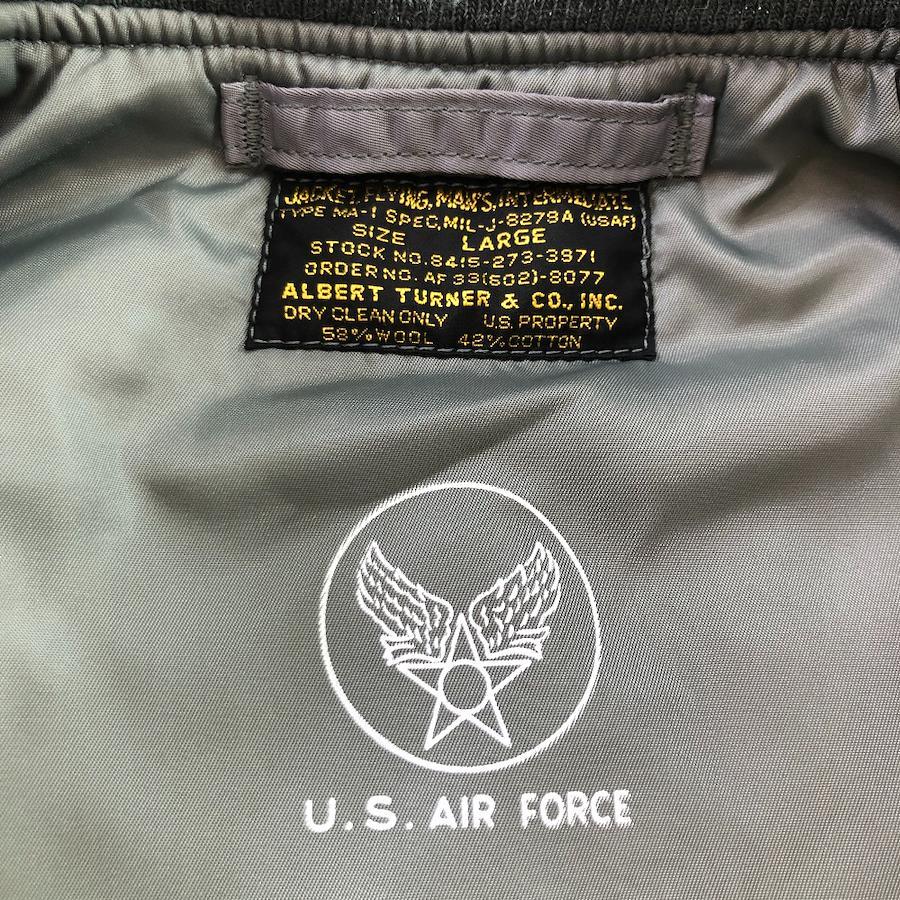 JACKET, FLYING, MAN'S, INTERMEDIATE
TYPE MA-1 SPEC, MIL-J-8279A (USAF)
SIZE LARGE
STOCK NO. 8415-273-3971
ORDER NO. AF 33(602)-8077
ALBERT TURNER & CO., INC.
DRY CLEAN ONLY U.S. PROPERTY
58% WOOL 42% COTTON
U.S. AIR FORCE